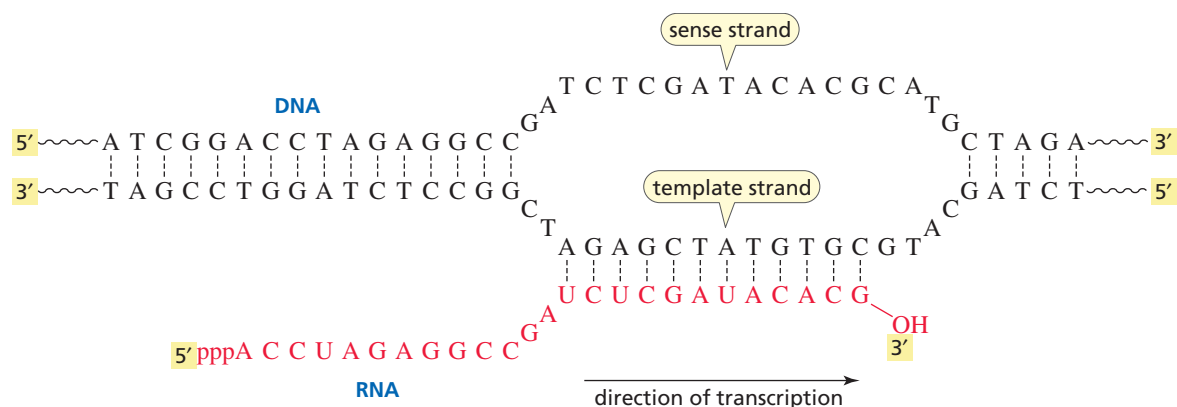 sense strand
DNA
T C T C G A T A C A C G C A
G A T G
5′ A T C G G A C C T A G A G G C C C T A G A 3′
3′ T A G C C T G G A T C T C C G G G A T C T 5′
template strand
C T A C
A G A G C T A T G T G C G T
U C U C G A U A C A C G
G A
OH
3′
5′ pppA C C U A G A G G C C
RNA
direction of transcription